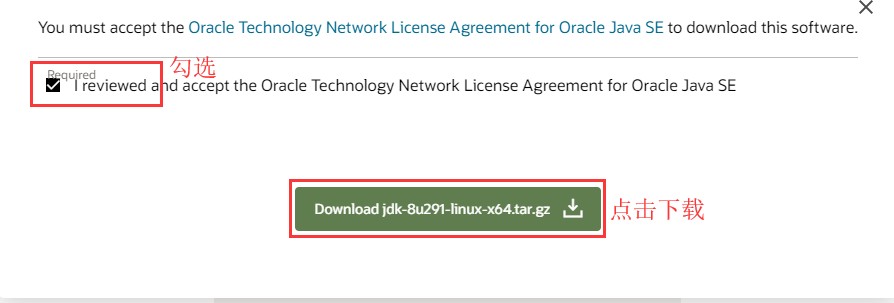 You must accept the Oracle Technology Network License Agreement for Oracle Java SE to download this software.
Required
勾选
I reviewed and accept the Oracle Technology Network License Agreement for Oracle Java SE
Download jdk-8u291-linux-x64.tar.gz
点击下载